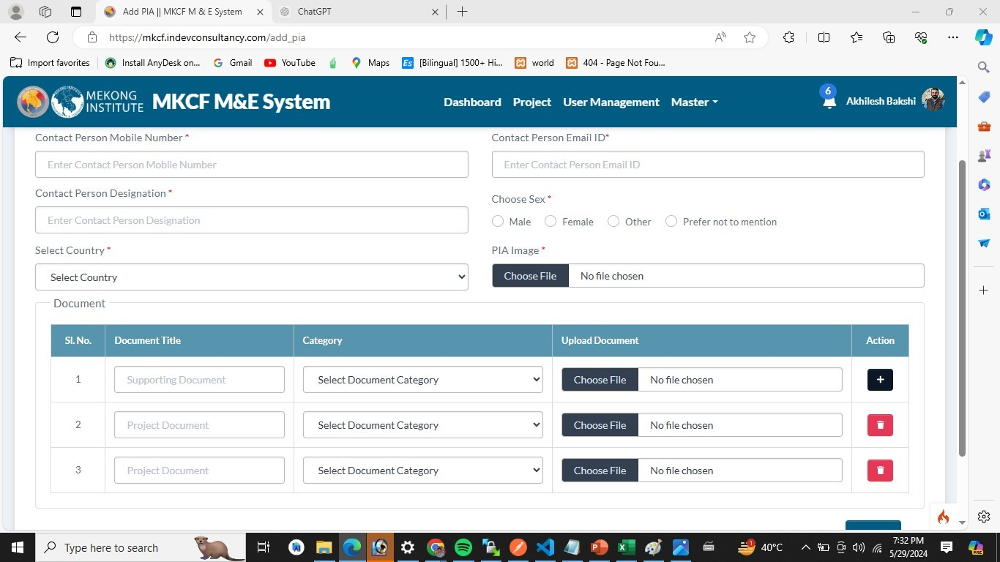 Add PIA || MKCF M & E System
ChatGPT
https://mkcf.indevconsultancy.com/add_pia
Import favorites
Install AnyDesk on...
Gmail
YouTube
Maps
Es [Bilingual] 1500+ Hi...
world
404 - Page Not Fou...
MEKONG
INSTITUTE
MKCF M&E System
Dashboard Project User Management Master
6
Akhilesh Bakshi
Contact Person Mobile Number *
Contact Person Email ID*
Enter Contact Person Mobile Number
Enter Contact Person Email ID
Contact Person Designation *
Choose Sex *
Enter Contact Person Designation
Male Female Other Prefer not to mention
Select Country *
PIA Image *
Select Country
Choose File No file chosen
Document
Sl. No. Document Title Category Upload Document Action
1 Supporting Document Select Document Category Choose File No file chosen +
2 Project Document Select Document Category Choose File No file chosen
3 Project Document Select Document Category Choose File No file chosen
Type here to search
40°C
7:32 PM
5/29/2024